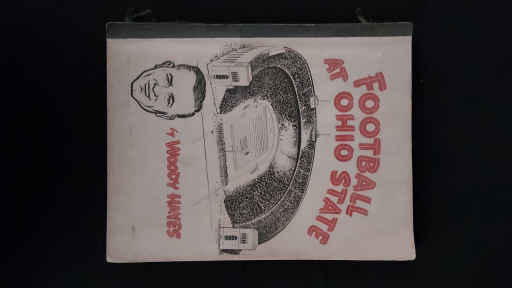 FOOTBALL
AT OHIO STATE
by WOODY HAYES